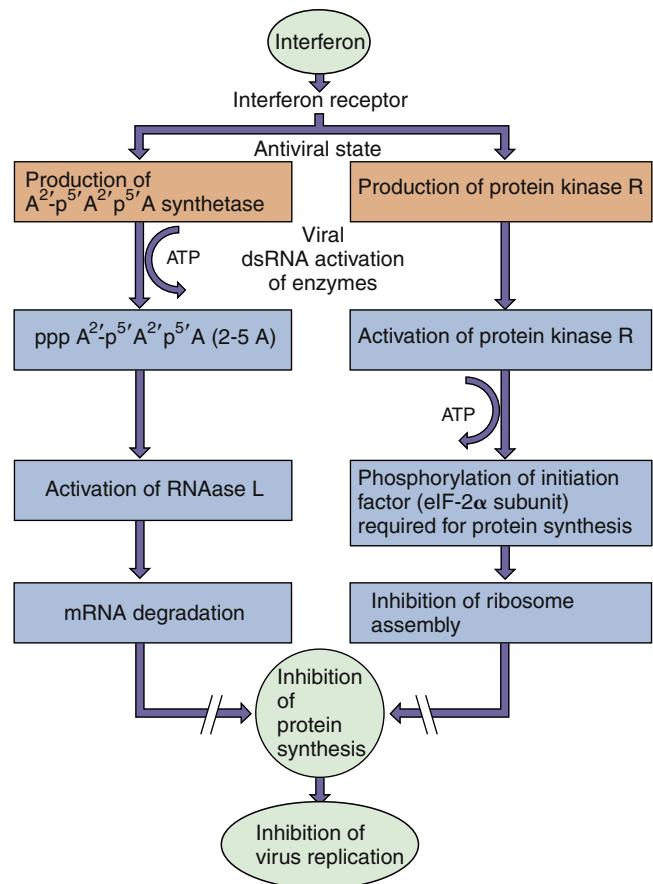 Interferon
Interferon receptor
Antiviral state
Production of
A2′-p5′A2′p5′A synthetase
Production of protein kinase R
ATP
Viral
dsRNA activation
of enzymes
ppp A2′-p5′A2′p5′A (2-5 A)
Activation of protein kinase R
ATP
Activation of RNAase L
Phosphorylation of initiation
factor (eIF-2α subunit)
required for protein synthesis
mRNA degradation
Inhibition of ribosome
assembly
Inhibition
of
protein
synthesis
Inhibition of
virus replication